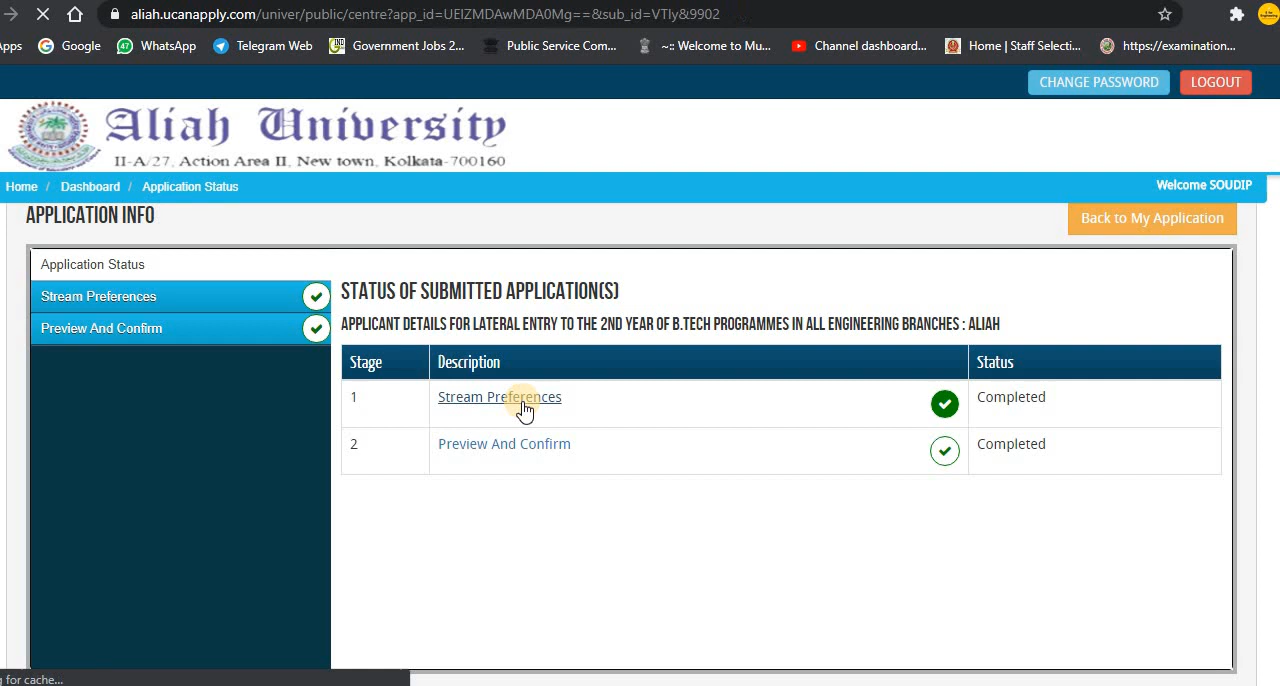 aliah.ucanapply.com/univer/public/centre?app_id=UElZMDAwMDA0Mg==&sub_id=VTIy&9902
pps Google WhatsApp Telegram Web Government Jobs 2... Public Service Com... ~:: Welcome to Mu... Channel dashboard... Home | Staff Selecti... https://examination...
CHANGE PASSWORD LOGOUT
Aliah University
II-A/27, Action Area II, New town, Kolkata-700160
Home / Dashboard / Application Status Welcome SOUDIP
APPLICATION INFO Back to My Application
Application Status
Stream Preferences
Preview And Confirm
STATUS OF SUBMITTED APPLICATION(S)
APPLICANT DETAILS FOR LATERAL ENTRY TO THE 2ND YEAR OF B.TECH PROGRAMMES IN ALL ENGINEERING BRANCHES : ALIAH
Stage Description Status
1 Stream Preferences Completed
2 Preview And Confirm Completed
g for cache...